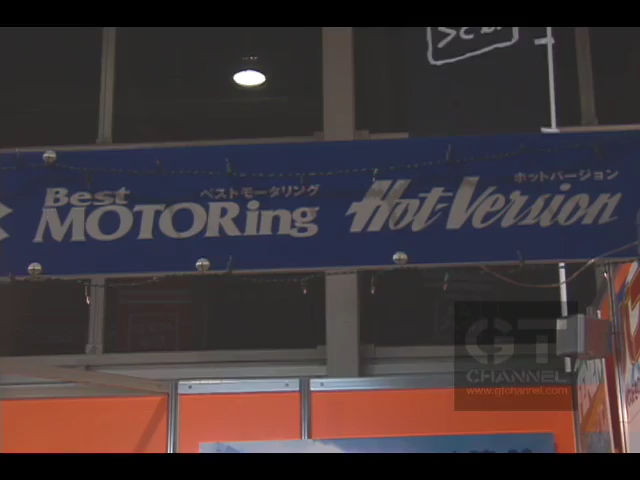 Best ベストモータリング
MOTORing
ホットバージョン
Hot-Version
GT
CHANNEL
www.gtchannel.com